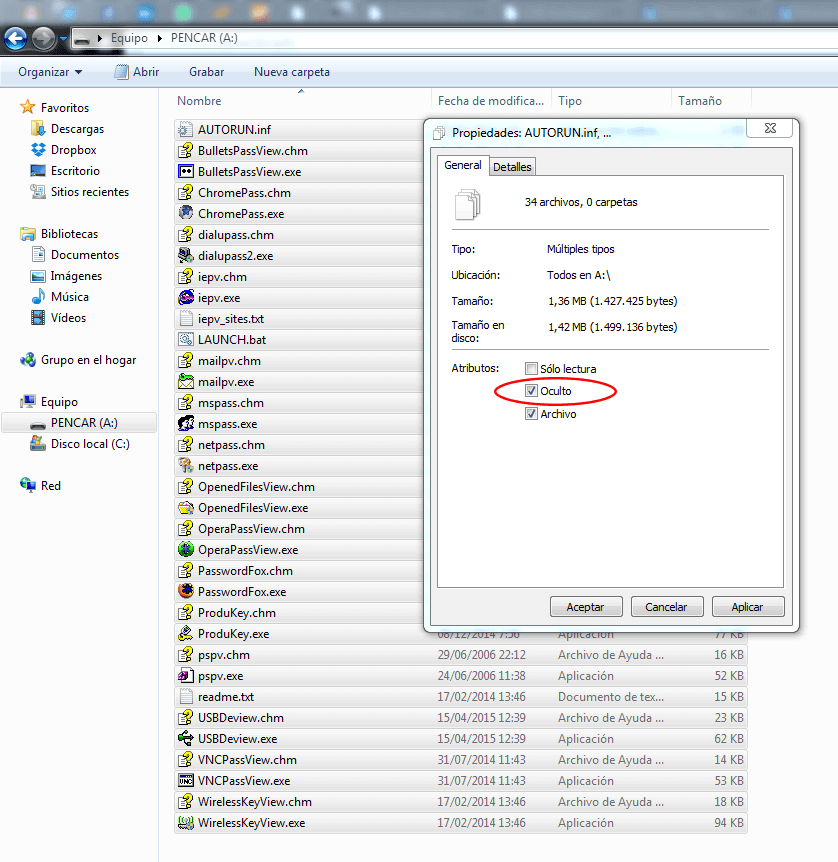 Equipo ▸ PENCAR (A:)
Organizar Abrir Grabar Nueva carpeta
Favoritos
Descargas
Dropbox
Escritorio
Sitios recientes
Bibliotecas
Documentos
Imágenes
Música
Vídeos
Grupo en el hogar
Equipo
PENCAR (A:)
Disco local (C:)
Red
Nombre Fecha de modifica... Tipo Tamaño
AUTORUN.inf
BulletsPassView.chm
BulletsPassView.exe
ChromePass.chm
ChromePass.exe
dialupass.chm
dialupass2.exe
iepv.chm
iepv.exe
iepv_sites.txt
LAUNCH.bat
mailpv.chm
mailpv.exe
mspass.chm
mspass.exe
netpass.chm
netpass.exe
OpenedFilesView.chm
OpenedFilesView.exe
OperaPassView.chm
OperaPassView.exe
PasswordFox.chm
PasswordFox.exe
ProduKey.chm
ProduKey.exe 08/12/2014 7:56 Aplicación 77 KB
pspv.chm 29/06/2006 22:12 Archivo de Ayuda ... 16 KB
pspv.exe 24/06/2006 11:38 Aplicación 52 KB
readme.txt 17/02/2014 13:46 Documento de tex... 17 KB
USBDeview.chm 15/04/2015 12:39 Archivo de Ayuda ... 23 KB
USBDeview.exe 15/04/2015 12:39 Aplicación 62 KB
VNCPassView.chm 31/07/2014 11:43 Archivo de Ayuda ... 14 KB
VNCPassView.exe 31/07/2014 11:43 Aplicación 53 KB
WirelessKeyView.chm 17/02/2014 13:46 Archivo de Ayuda ... 18 KB
WirelessKeyView.exe 17/02/2014 13:46 Aplicación 94 KB
Propiedades: AUTORUN.inf, ...
General Detalles
34 archivos, 0 carpetas
Tipo: Múltiples tipos
Ubicación: Todos en A:\
Tamaño: 1,36 MB (1.427.425 bytes)
Tamaño en
disco: 1,42 MB (1.499.136 bytes)
Atributos: Sólo lectura
Oculto
Archivo
Aceptar Cancelar Aplicar